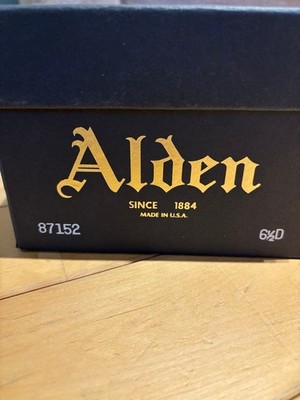 Alden
SINCE 1884
MADE IN U.S.A.
87152
6½D